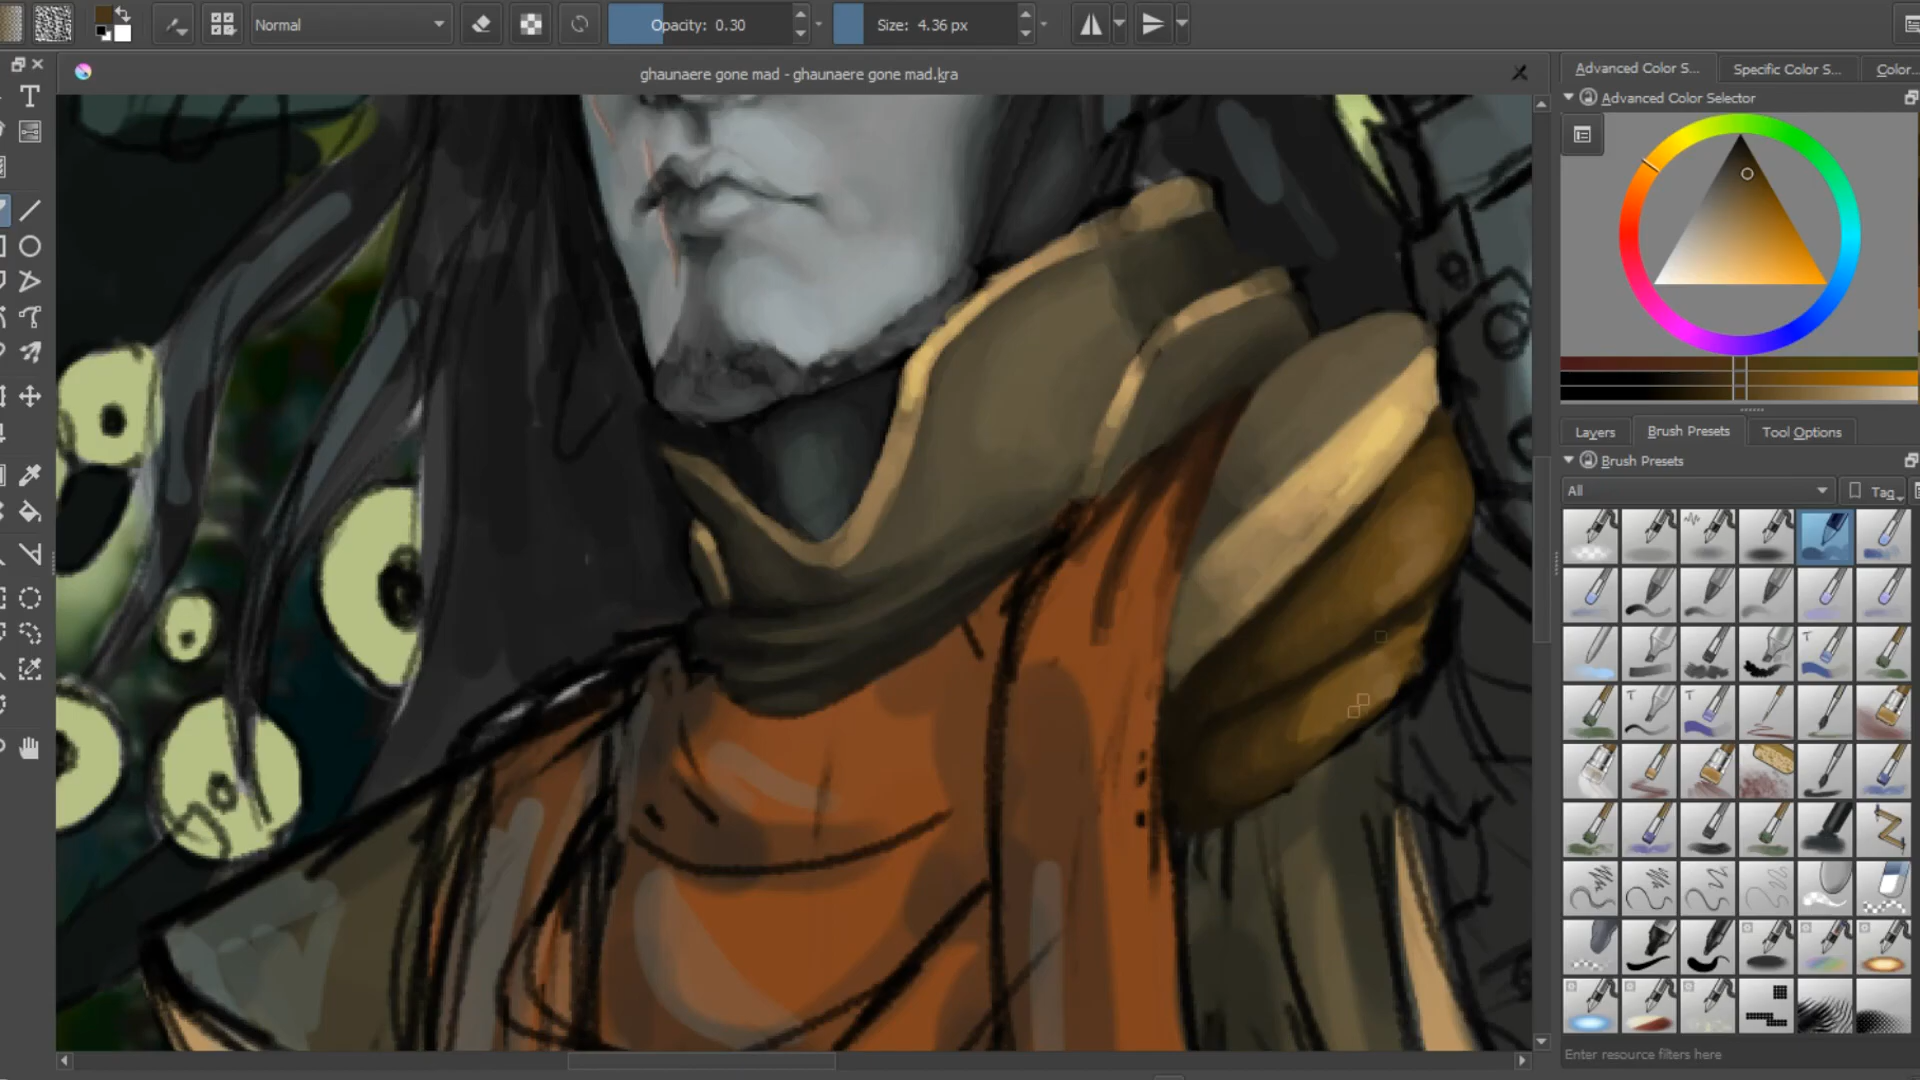 Normal
Opacity: 0.30
Size: 4.36 px
ghaunaere gone mad - ghaunaere gone mad.kra
Advanced Color S...
Specific Color S...
Color...
Advanced Color Selector
Layers
Brush Presets
Tool Options
Brush Presets
All
Tag
Enter resource filters here